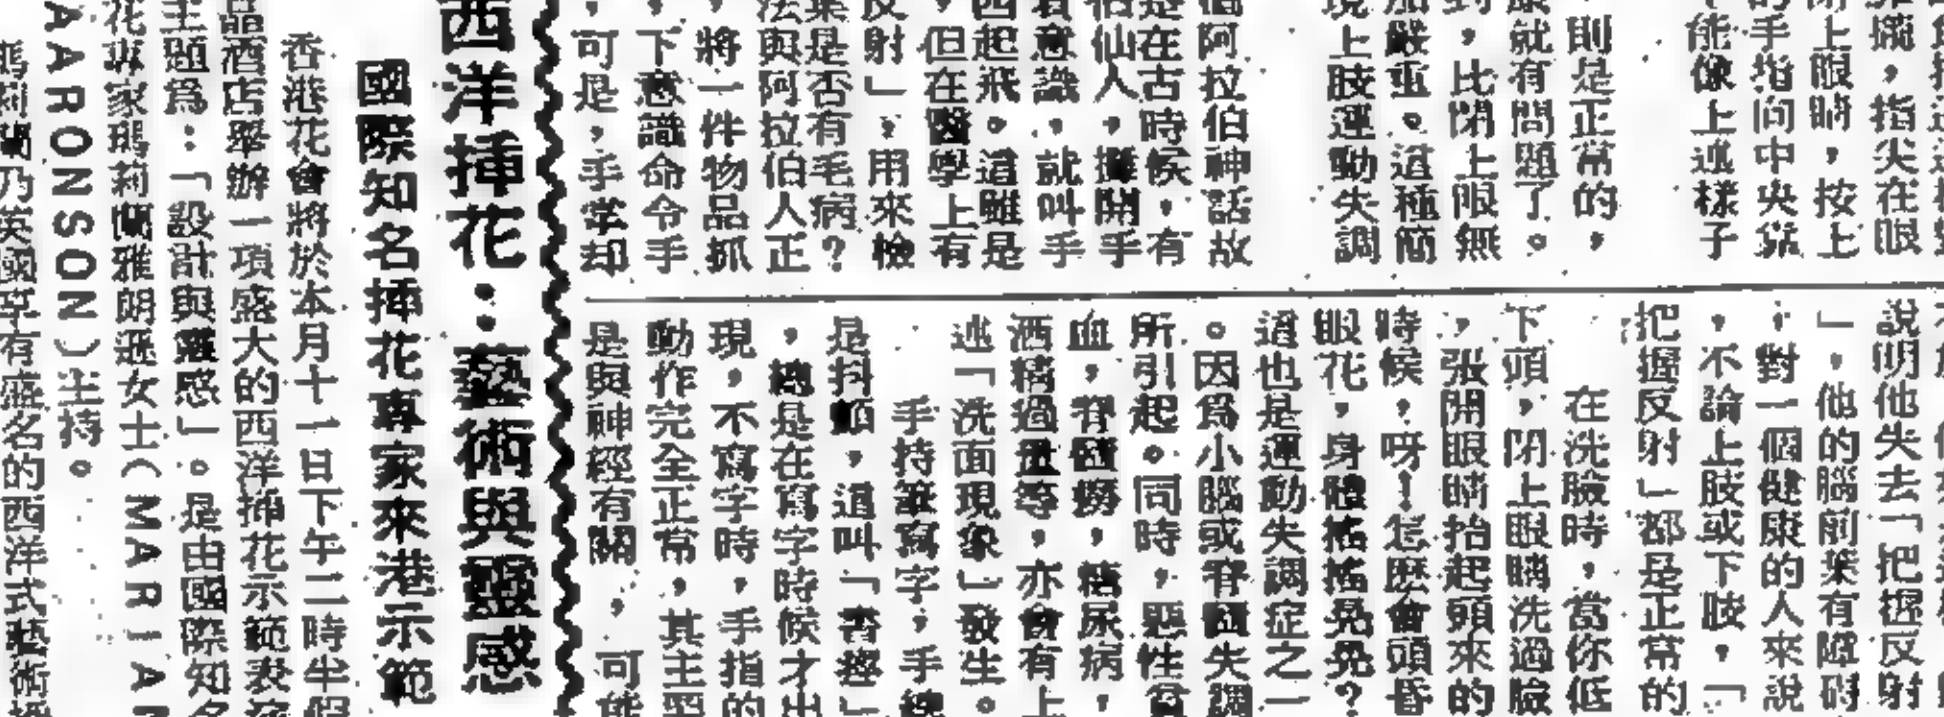 能像上述樣子
的手指向中央靠
閉上眼睛，按上
攏，指尖在眼
則是正常的，
康就有問題了。
到，比閉上眼無
加嚴重。這種簡
現上肢運動失調
個阿拉伯神話故
是在古時候，有
伯仙人，攤開手
有意識，就叫手
四起飛。這雖是
，但在醫學上有
反射」，用來檢
葉是否有毛病？
法與阿拉伯人正
，將一件物品抓
，下意識命令手
，可是，手掌却
說明他失去「把握反射
」，他的腦前葉有障碍
，對一個健康的人來說
，不論上肢或下肢，「
把握反射」都是正常的
在洗臉時，當你低
下頭，閉上眼睛洗過臉
，張開眼睛抬起頭來的
時候，呀！怎麽會頭昏
眼花，身體搖搖晃晃？
這也是運動失調症之一
。因爲小腦或脊髓失調
所引起。同時，惡性貧
血，脊髓癆，糖尿病，
洒精過量等，亦會有上
述「洗面現象」發生。
手持筆寫字，手總
是抖顫，這叫「書痙」
，總是在寫字時候才出
現，不寫字時，手指的
動作完全正常，其主要
是與神經有關，可能
西洋揷花：藝術與靈感
國際知名揷花專家來港示範
香港花會將於本月十一日下午二時半假
品酒店舉辦一項盛大的西洋揷花示範表演
主題爲：「設計與靈感」。是由國際知名
花專家瑪莉蘭雅朗遜女士（MARIAN
AARONSON）主持。
瑪莉蘭乃英國享有盛名的西洋式藝術揷